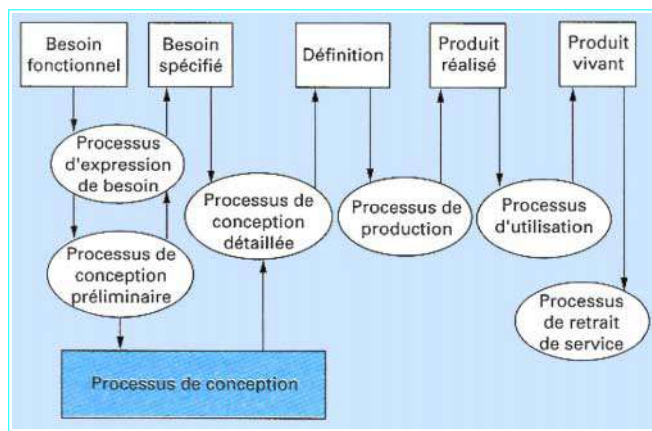 Besoin
fonctionnel
Besoin
spécifié
Définition
Produit
réalisé
Produit
vivant
Processus
d'expression
de besoin
Processus de
conception
détaillée
Processus de
production
Processus
d'utilisation
Processus de
conception
préliminaire
Processus
de retrait
de service
Processus de conception